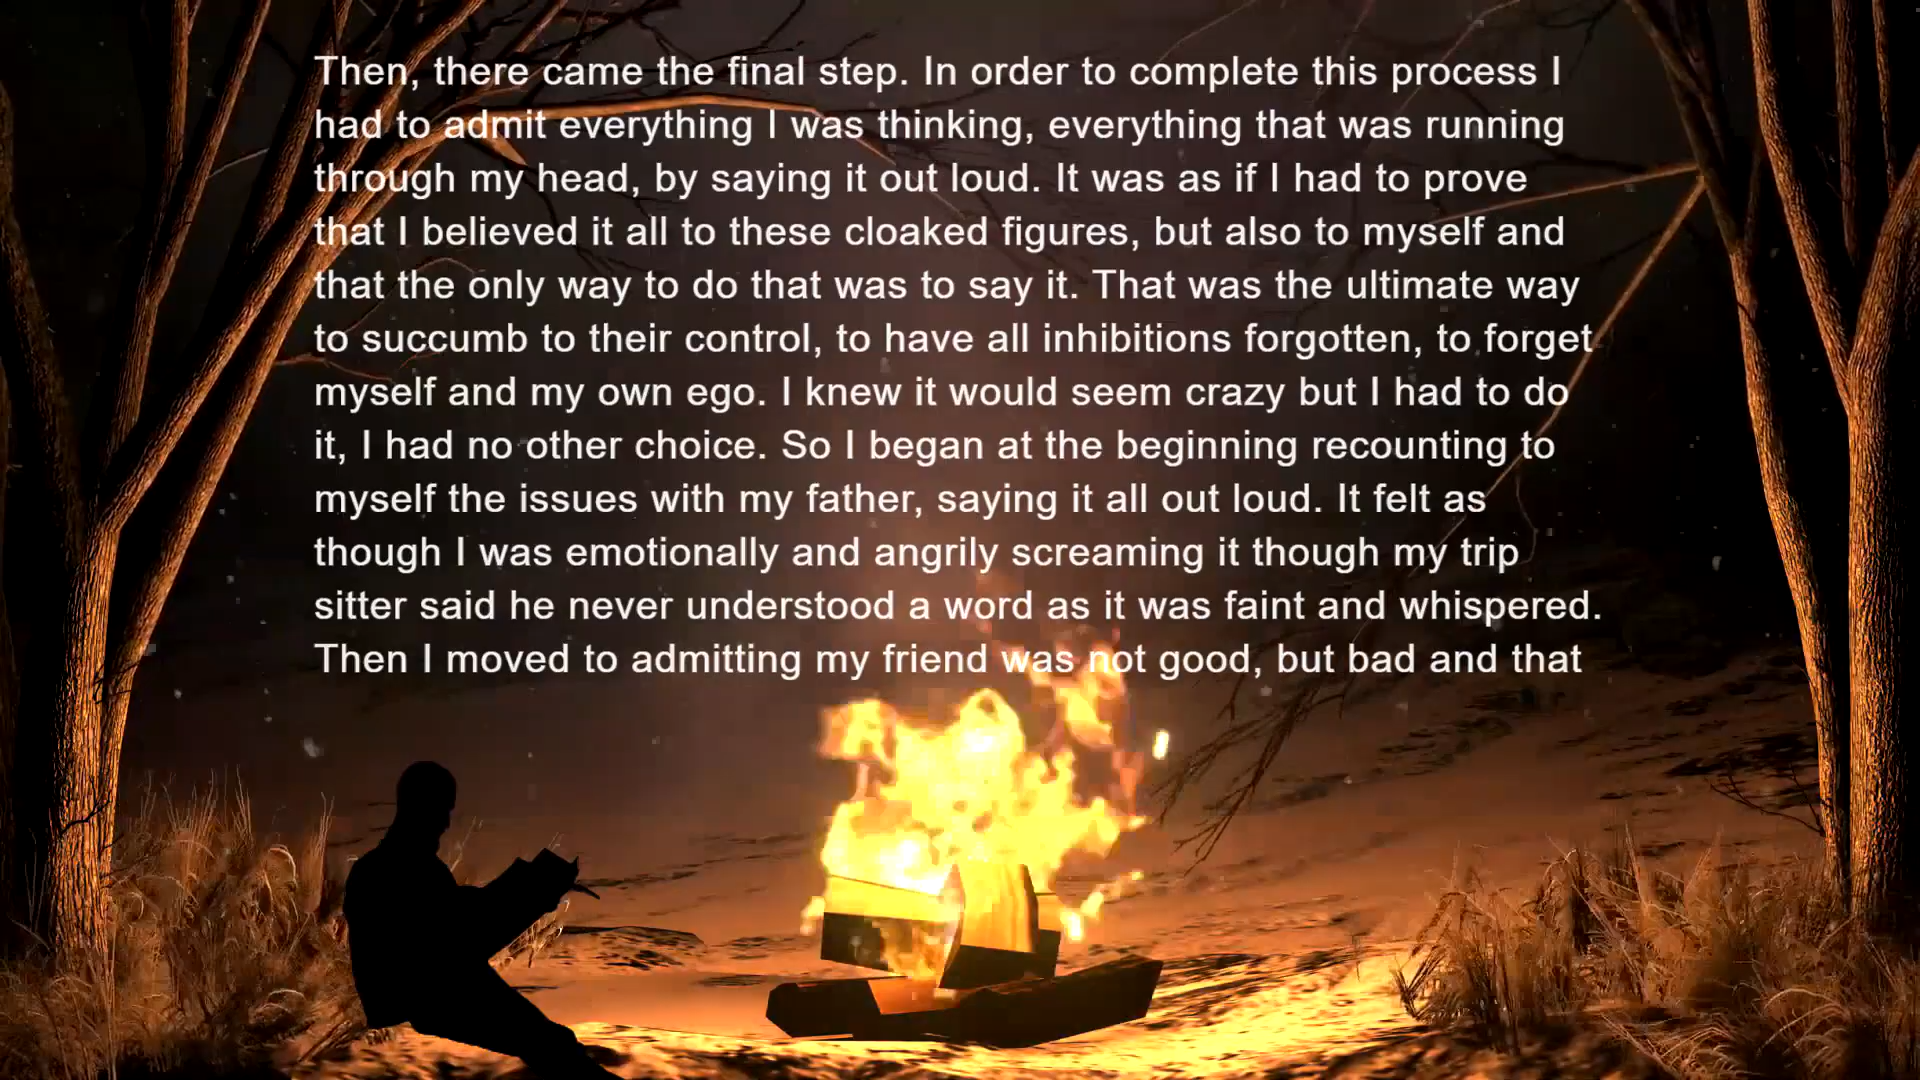 Then, there came the final step. In order to complete this process I
had to admit everything I was thinking, everything that was running
through my head, by saying it out loud. It was as if I had to prove
that I believed it all to these cloaked figures, but also to myself and
that the only way to do that was to say it. That was the ultimate way
to succumb to their control, to have all inhibitions forgotten, to forget
myself and my own ego. I knew it would seem crazy but I had to do
it, I had no other choice. So I began at the beginning recounting to
myself the issues with my father, saying it all out loud. It felt as
though I was emotionally and angrily screaming it though my trip
sitter said he never understood a word as it was faint and whispered.
Then I moved to admitting my friend was not good, but bad and that